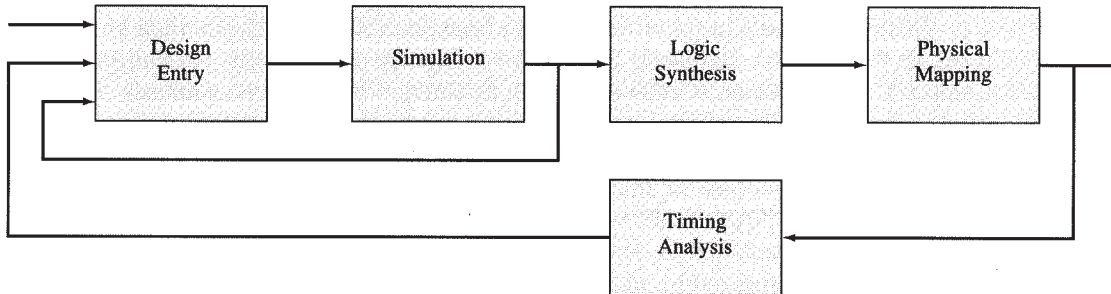 Design
Entry
Simulation
Logic
Synthesis
Physical
Mapping
Timing
Analysis